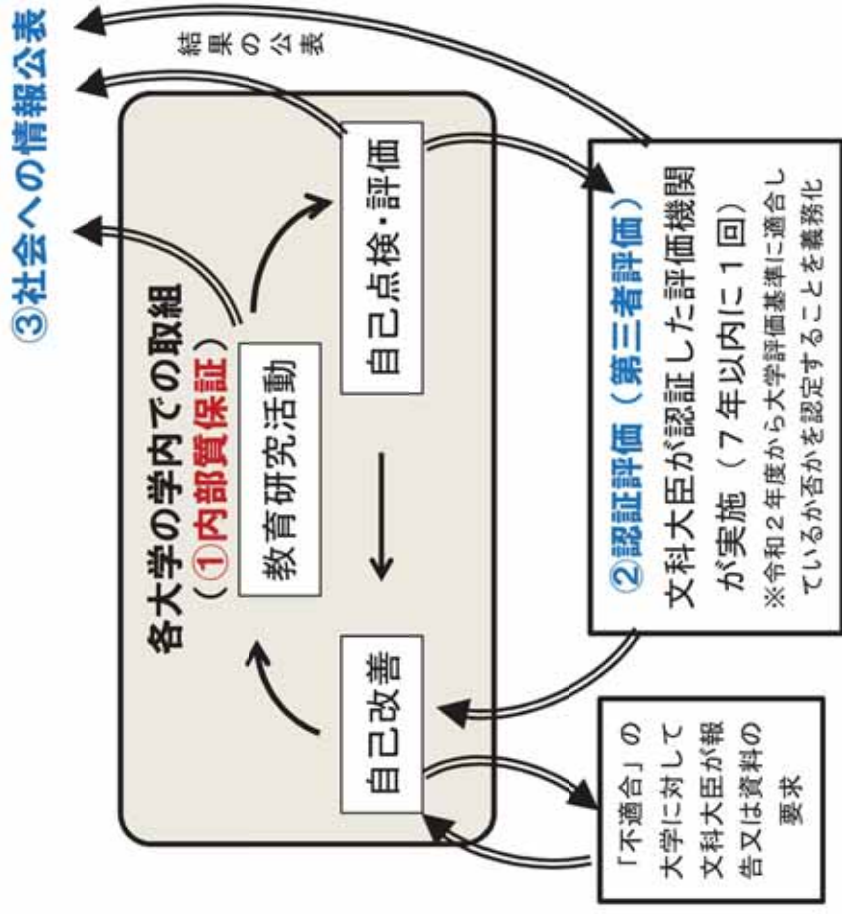 ③社会への情報公表
結果の公表
各大学の学内での取組
（①内部質保証）
教育研究活動
自己点検・評価
自己改善
②認証評価（第三者評価）
文科大臣が認証した評価機関
が実施（７年以内に１回）
※令和２年度から大学評価基準に適合し
ているか否かを認定することを義務化
「不適合」の
大学に対して
文科大臣が報
告又は資料の
要求